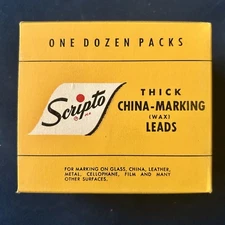 ONE DOZEN PACKS
Scripto
THICK
CHINA-MARKING
(WAX)
LEADS
FOR MARKING ON GLASS, CHINA, LEATHER,
METAL, CELLOPHANE, FILM AND MANY
OTHER SURFACES.